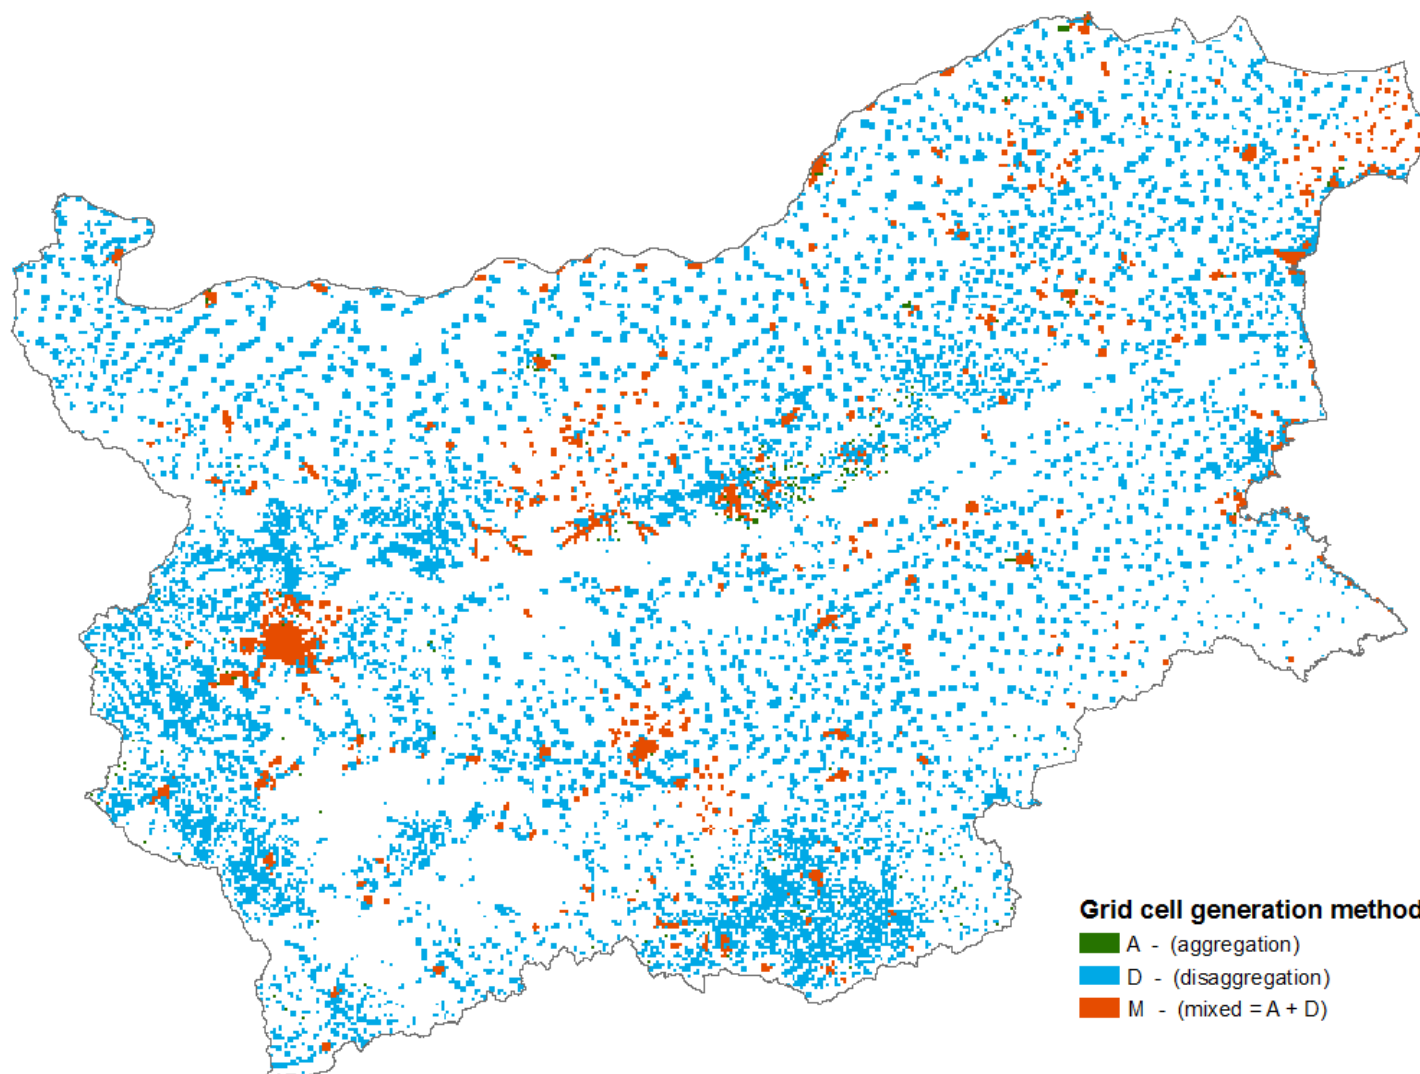 Grid cell generation method
A - (aggregation)
D - (disaggregation)
M - (mixed = A + D)